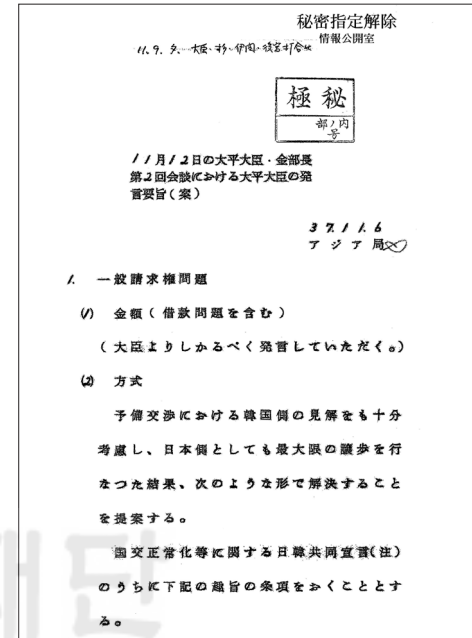 秘密指定解除
情報公開室
11.9. 夕、大臣・杉・伊関・後宮打合せ
極秘
部ノ内
号
11月12日の大平大臣・金部長
第2回会談における大平大臣の発
言要旨(案)
37.11.6
アジア局
1. 一般請求権問題
(1) 金額(借款問題を含む)
(大臣よりしかるべく発言していただく。)
(2) 方式
予備交渉における韓国側の見解をも十分
考慮し、日本側としても最大限の譲歩を行
なつた結果、次のような形で解決すること
を提案する。
国交正常化等に関する日韓共同宣言(注)
のうちに下記の趣旨の条項をおくこととす
る。
재단